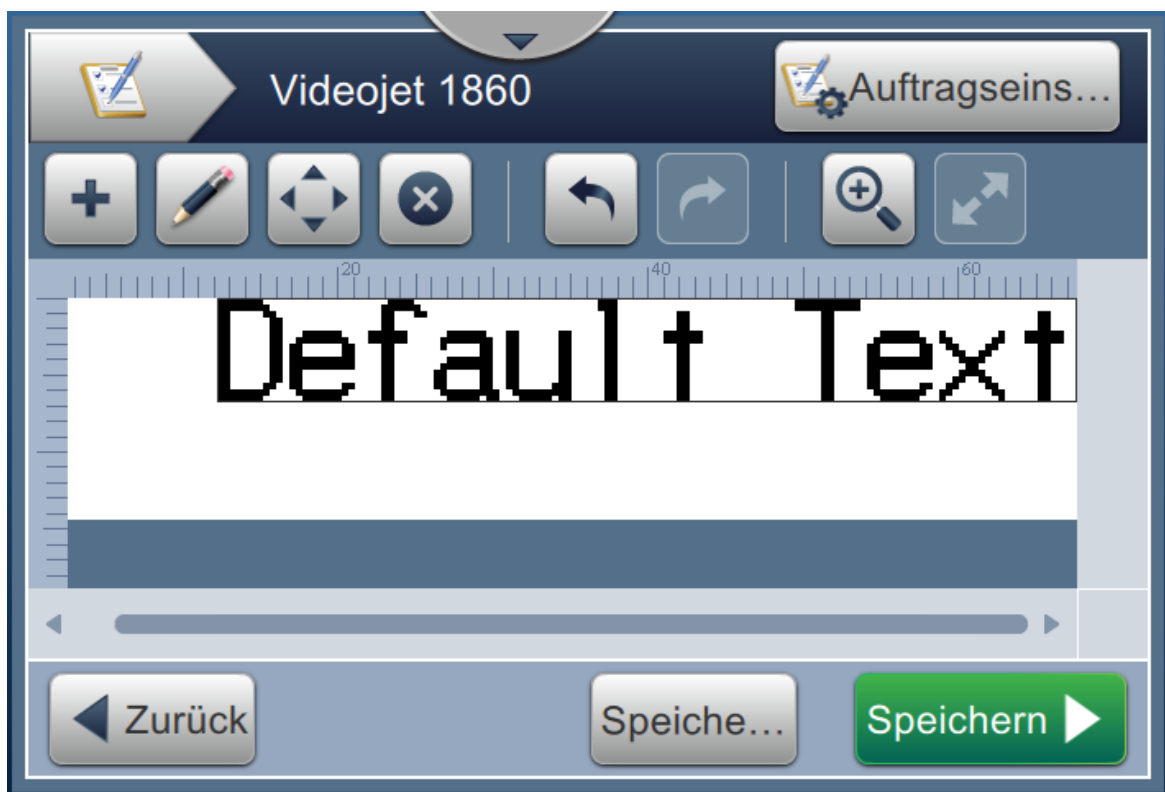 Videojet 1860
Auftragseins...
20 40 60
Default Text
Zurück
Speiche...
Speichern